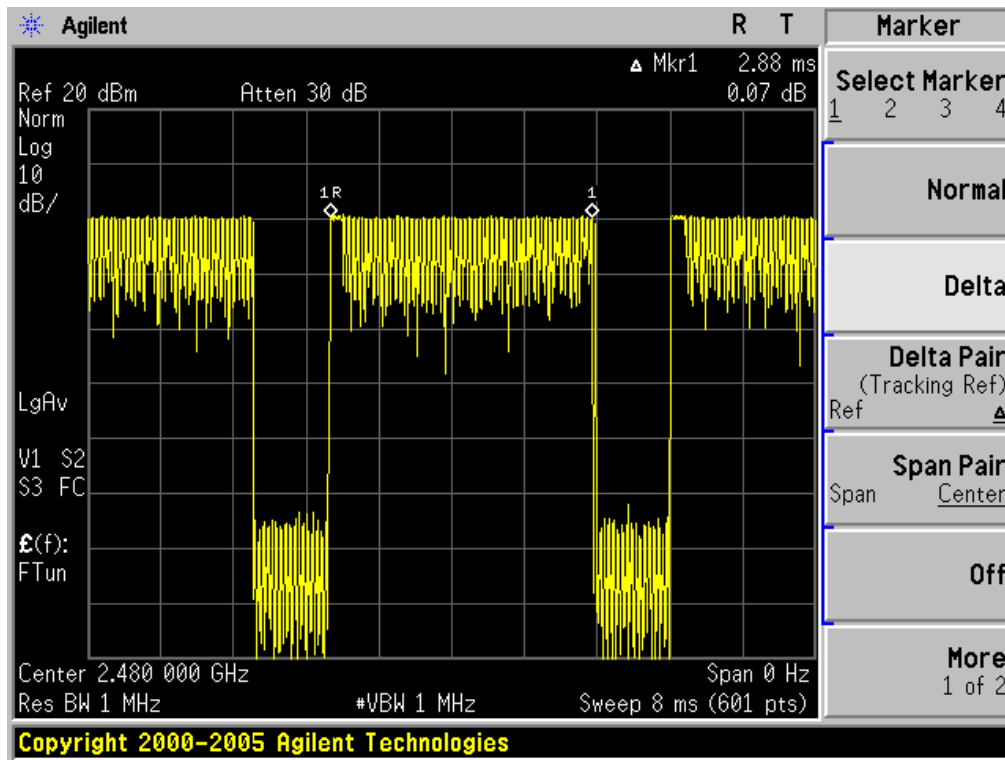 Agilent
R T
Marker
▵ Mkr1 2.88 ms
Ref 20 dBm Atten 30 dB 0.07 dB
Norm
Log
10
dB/
1R
1
LgAv
V1 S2
S3 FC
£(f):
FTun
Center 2.480 000 GHz Span 0 Hz
Res BW 1 MHz #VBW 1 MHz Sweep 8 ms (601 pts)
Copyright 2000-2005 Agilent Technologies
Select Marker
1 2 3 4
Normal
Delta
Delta Pair
(Tracking Ref)
Ref ▵
Span Pair
Span Center
Off
More
1 of 2